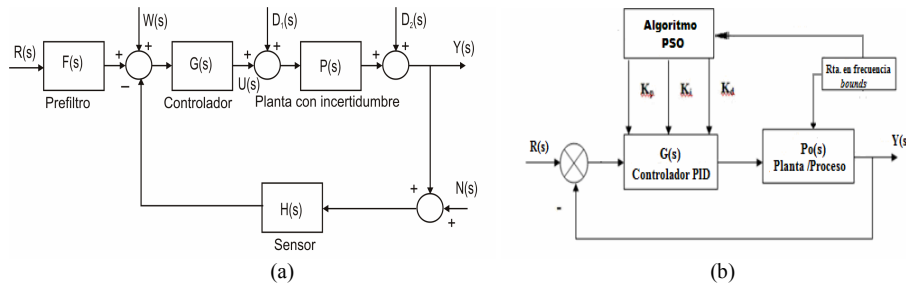 W(s)
D₁(s)
D₂(s)
R(s)
F(s)
G(s)
U(s)
P(s)
Y(s)
Prefiltro
Controlador
Planta con incertidumbre
+
+
−
+
+
+
+
+
H(s)
Sensor
+
N(s)
+
(a)
Algoritmo
PSO
Rta. en frecuencia
bounds
Kp
Ki
Kd
R(s)
G(s)
Controlador PID
Po(s)
Planta /Proceso
Y(s
-
(b)